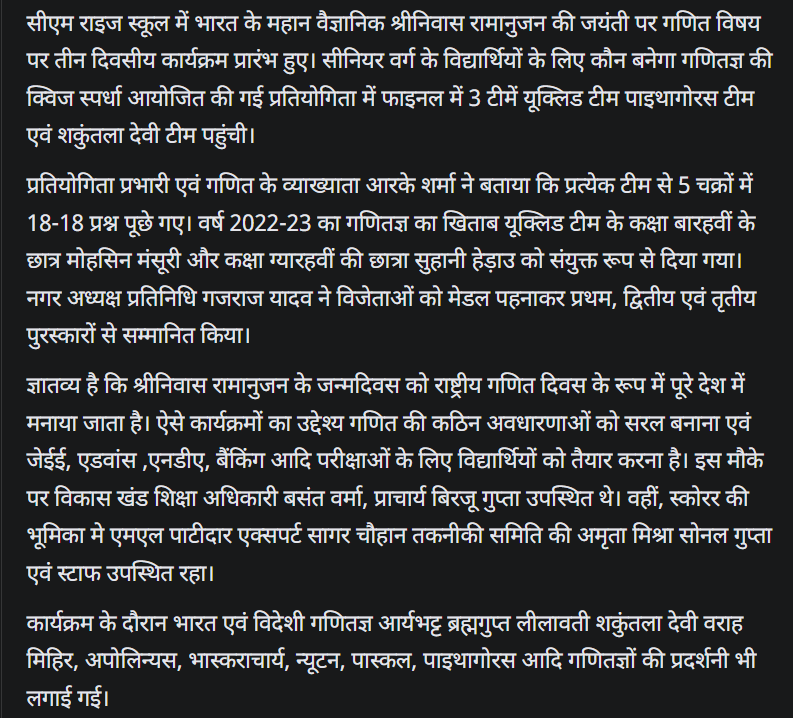 सीएम राइज स्कूल में भारत के महान वैज्ञानिक श्रीनिवास रामानुजन की जयंती पर गणित विषय
पर तीन दिवसीय कार्यक्रम प्रारंभ हुए। सीनियर वर्ग के विद्यार्थियों के लिए कौन बनेगा गणितज्ञ की
क्विज स्पर्धा आयोजित की गई प्रतियोगिता में फाइनल में 3 टीमें यूक्लिड टीम पाइथागोरस टीम
एवं शकुंतला देवी टीम पहुंची।
प्रतियोगिता प्रभारी एवं गणित के व्याख्याता आरके शर्मा ने बताया कि प्रत्येक टीम से 5 चक्रों में
18-18 प्रश्न पूछे गए। वर्ष 2022-23 का गणितज्ञ का खिताब यूक्लिड टीम के कक्षा बारहवीं के
छात्र मोहसिन मंसूरी और कक्षा ग्यारहवीं की छात्रा सुहानी हेड़ाउ को संयुक्त रूप से दिया गया।
नगर अध्यक्ष प्रतिनिधि गजराज यादव ने विजेताओं को मेडल पहनाकर प्रथम, द्वितीय एवं तृतीय
पुरस्कारों से सम्मानित किया।
ज्ञातव्य है कि श्रीनिवास रामानुजन के जन्मदिवस को राष्ट्रीय गणित दिवस के रूप में पूरे देश में
मनाया जाता है। ऐसे कार्यक्रमों का उद्देश्य गणित की कठिन अवधारणाओं को सरल बनाना एवं
जेईई, एडवांस ,एनडीए, बैंकिंग आदि परीक्षाओं के लिए विद्यार्थियों को तैयार करना है। इस मौके
पर विकास खंड शिक्षा अधिकारी बसंत वर्मा, प्राचार्य बिरजू गुप्ता उपस्थित थे। वहीं, स्कोरर की
भूमिका मे एमएल पाटीदार एक्सपर्ट सागर चौहान तकनीकी समिति की अमृता मिश्रा सोनल गुप्ता
एवं स्टाफ उपस्थित रहा।
कार्यक्रम के दौरान भारत एवं विदेशी गणितज्ञ आर्यभट्ट ब्रह्मगुप्त लीलावती शकुंतला देवी वराह
मिहिर, अपोलिन्यस, भास्कराचार्य, न्यूटन, पास्कल, पाइथागोरस आदि गणितज्ञों की प्रदर्शनी भी
लगाई गई।